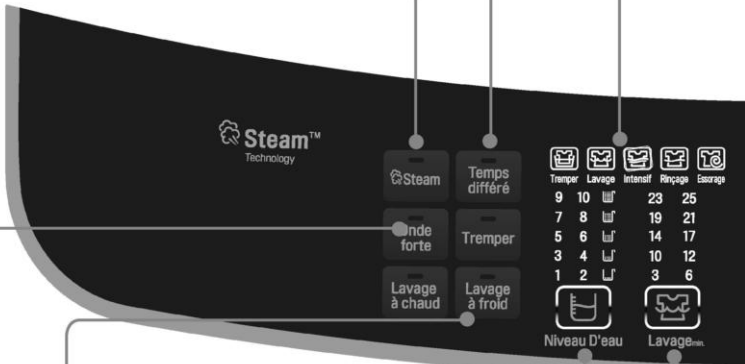 Steam™
Technology
Steam
Temps
différé
Onde
forte
Tremper
Lavage
à chaud
Lavage
à froid
Tremper Lavage Intensif Rinçage Essorage
9 10 23 25
7 8 19 21
5 6 14 17
3 4 10 12
1 2 3 6
Niveau D'eau
Lavage min.